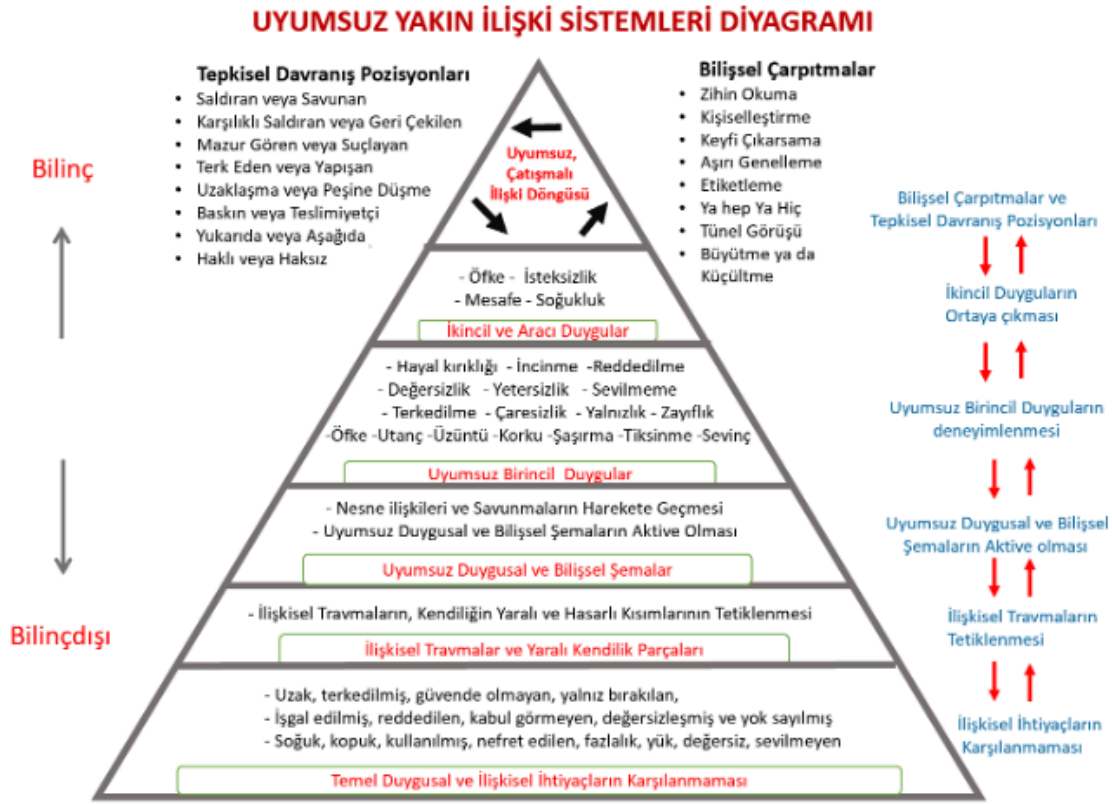 UYUMSUZ YAKIN İLİŞKİ SİSTEMLERİ DİYAGRAMI
Tepkisel Davranış Pozisyonları
• Saldıran veya Savunan
• Karşılıklı Saldıran veya Geri Çekilen
• Mazur Gören veya Suçlayan
• Terk Eden veya Yapışan
• Uzaklaşma veya Peşine Düşme
• Baskın veya Teslimiyetçi
• Yukarıda veya Aşağıda
• Haklı veya Haksız
Bilişsel Çarpıtmalar
• Zihin Okuma
• Kişiselleştirme
• Keyfi Çıkarsama
• Aşırı Genelleme
• Etiketleme
• Ya hep Ya Hiç
• Tünel Görüşü
• Büyütme ya da
Küçültme
Bilinç
Bilinçdışı
Uyumsuz,
Çatışmalı
İlişki Döngüsü
- Öfke - İsteksizlik
- Mesafe - Soğukluk
İkincil ve Aracı Duygular
- Hayal kırıklığı - İncinme -Reddedilme
- Değersizlik - Yetersizlik - Sevilmeme
- Terkedilme - Çaresizlik - Yalnızlık - Zayıflık
-Öfke -Utanç -Üzüntü -Korku -Şaşırma -Tiksinme -Sevinç
Uyumsuz Birincil Duygular
- Nesne ilişkileri ve Savunmaların Harekete Geçmesi
- Uyumsuz Duygusal ve Bilişsel Şemaların Aktive Olması
Uyumsuz Duygusal ve Bilişsel Şemalar
- İlişkisel Travmaların, Kendiliğin Yaralı ve Hasarlı Kısımlarının Tetiklenmesi
İlişkisel Travmalar ve Yaralı Kendilik Parçaları
- Uzak, terkedilmiş, güvende olmayan, yalnız bırakılan,
- İşgal edilmiş, reddedilen, kabul görmeyen, değersizleşmiş ve yok sayılmış
- Soğuk, kopuk, kullanılmış, nefret edilen, fazlalık, yük, değersiz, sevilmeyen
Temel Duygusal ve İlişkisel İhtiyaçların Karşılanmaması
Bilişsel Çarpıtmalar ve
Tepkisel Davranış Pozisyonları
İkincil Duyguların
Ortaya çıkması
Uyumsuz Birincil Duyguların
deneyimlenmesi
Uyumsuz Duygusal ve Bilişsel
Şemaların Aktive olması
İlişkisel Travmaların
Tetiklenmesi
İlişkisel İhtiyaçların
Karşılanmaması